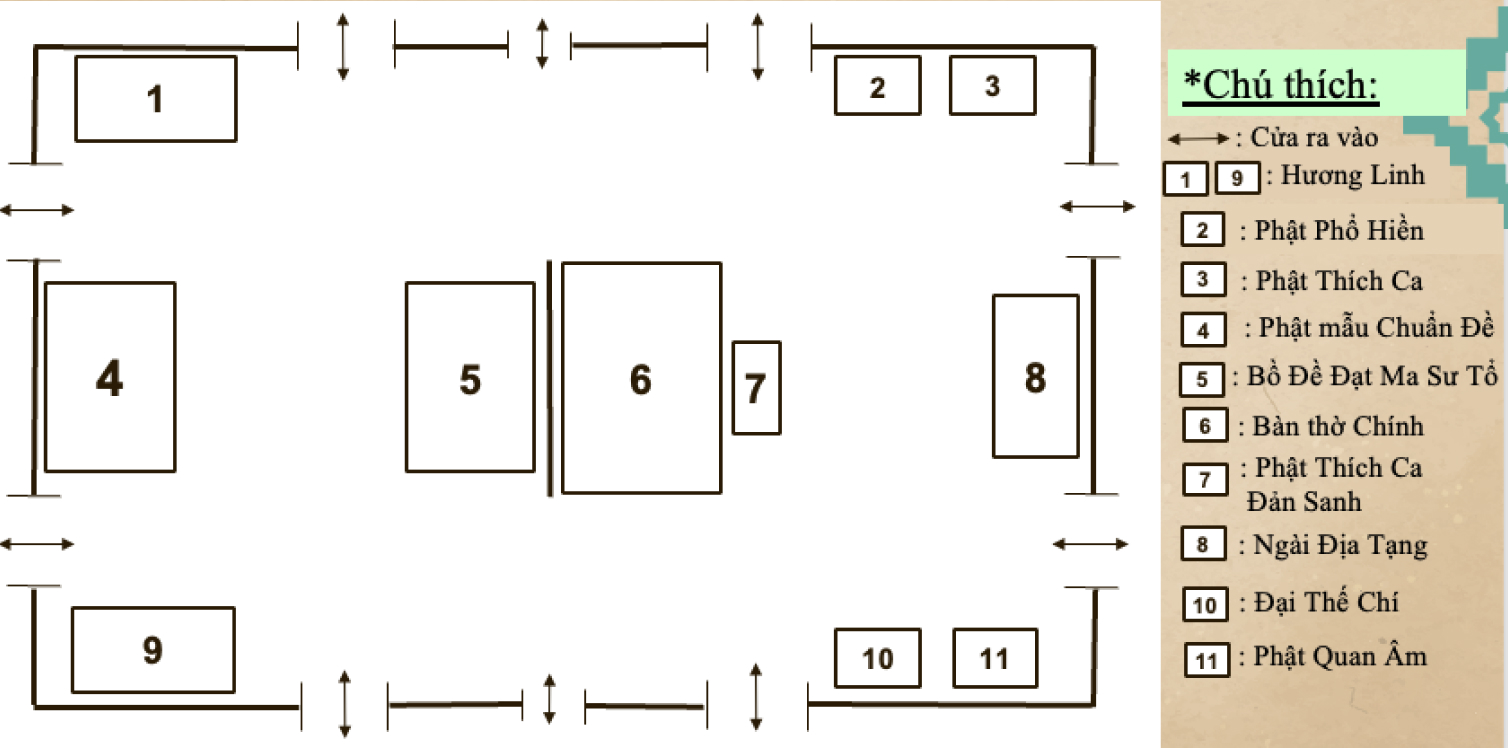 1
2
3
4
5
6
7
8
9
10
11
*Chú thích:
: Cửa ra vào
1 9 : Hương Linh
2 : Phật Phổ Hiền
3 : Phật Thích Ca
4 : Phật mẫu Chuẩn Đề
5 : Bồ Đề Đạt Ma Sư Tổ
6 : Bàn thờ Chính
7 : Phật Thích Ca
Đản Sanh
8 : Ngài Địa Tạng
10 : Đại Thế Chí
11 : Phật Quan Âm